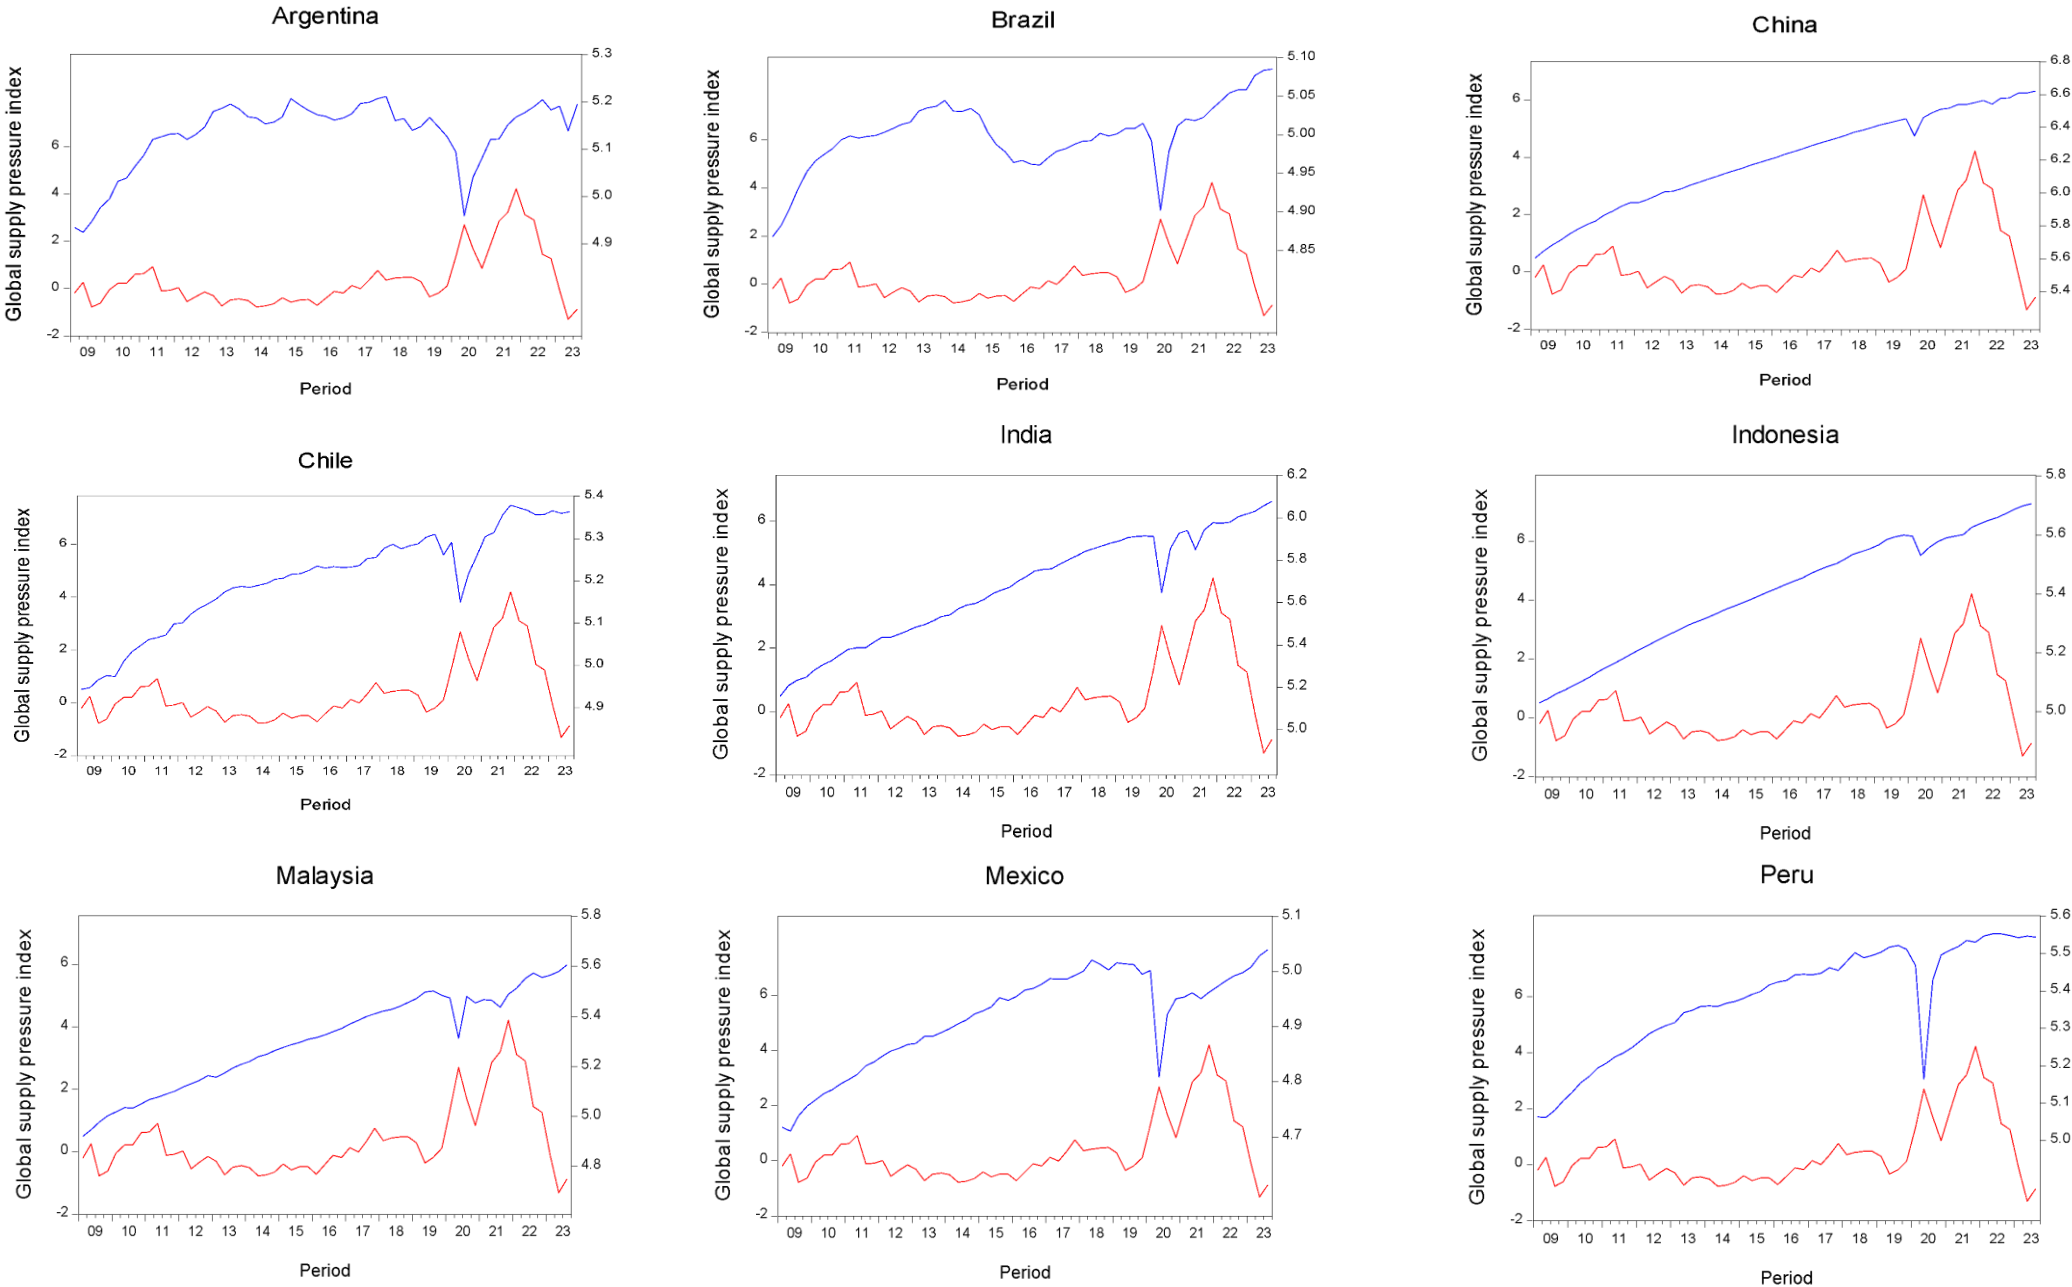 Argentina
Global supply pressure index
5.3
5.2
5.1
5.0
4.9
6
4
2
0
-2
09 10 11 12 13 14 15 16 17 18 19 20 21 22 23
Period
Brazil
Global supply pressure index
5.10
5.05
5.00
4.95
4.90
4.85
6
4
2
0
-2
09 10 11 12 13 14 15 16 17 18 19 20 21 22 23
Period
China
Global supply pressure index
6.8
6.6
6.4
6.2
6.0
5.8
5.6
5.4
6
4
2
0
-2
09 10 11 12 13 14 15 16 17 18 19 20 21 22 23
Period
Chile
Global supply pressure index
5.4
5.3
5.2
5.1
5.0
4.9
6
4
2
0
-2
09 10 11 12 13 14 15 16 17 18 19 20 21 22 23
Period
India
Global supply pressure index
6.2
6.0
5.8
5.6
5.4
5.2
5.0
6
4
2
0
-2
09 10 11 12 13 14 15 16 17 18 19 20 21 22 23
Period
Indonesia
Global supply pressure index
5.8
5.6
5.4
5.2
5.0
6
4
2
0
-2
09 10 11 12 13 14 15 16 17 18 19 20 21 22 23
Period
Malaysia
Global supply pressure index
5.8
5.6
5.4
5.2
5.0
4.8
6
4
2
0
-2
09 10 11 12 13 14 15 16 17 18 19 20 21 22 23
Period
Mexico
Global supply pressure index
5.1
5.0
4.9
4.8
4.7
6
4
2
0
-2
09 10 11 12 13 14 15 16 17 18 19 20 21 22 23
Period
Peru
Global supply pressure index
5.6
5.5
5.4
5.3
5.2
5.1
5.0
6
4
2
0
-2
09 10 11 12 13 14 15 16 17 18 19 20 21 22 23
Period